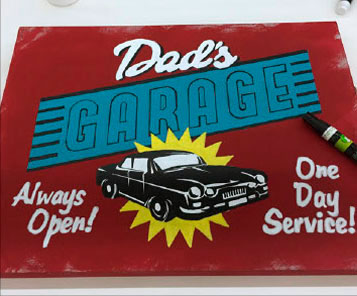 Dad's
GARAGE
Always
Open!
One
Day
Service!